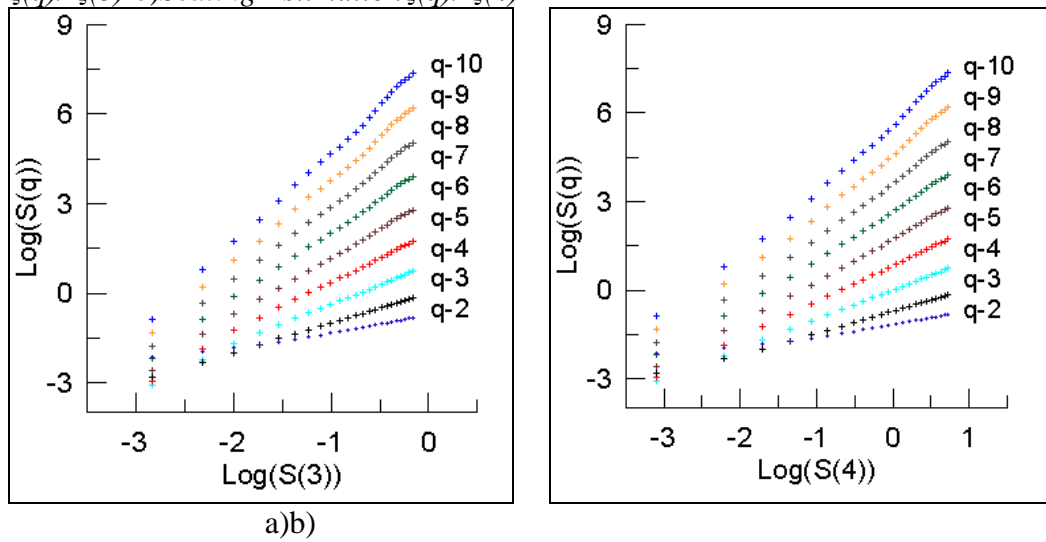 9
6
3
0
-3
Log(S(q))
q-10
q-9
q-8
q-7
q-6
q-5
q-4
q-3
q-2
-3 -2 -1 0
Log(S(3))
9
6
3
0
-3
Log(S(q))
q-10
q-9
q-8
q-7
q-6
q-5
q-4
q-3
q-2
-3 -2 -1 0 1
Log(S(4))
a)b)